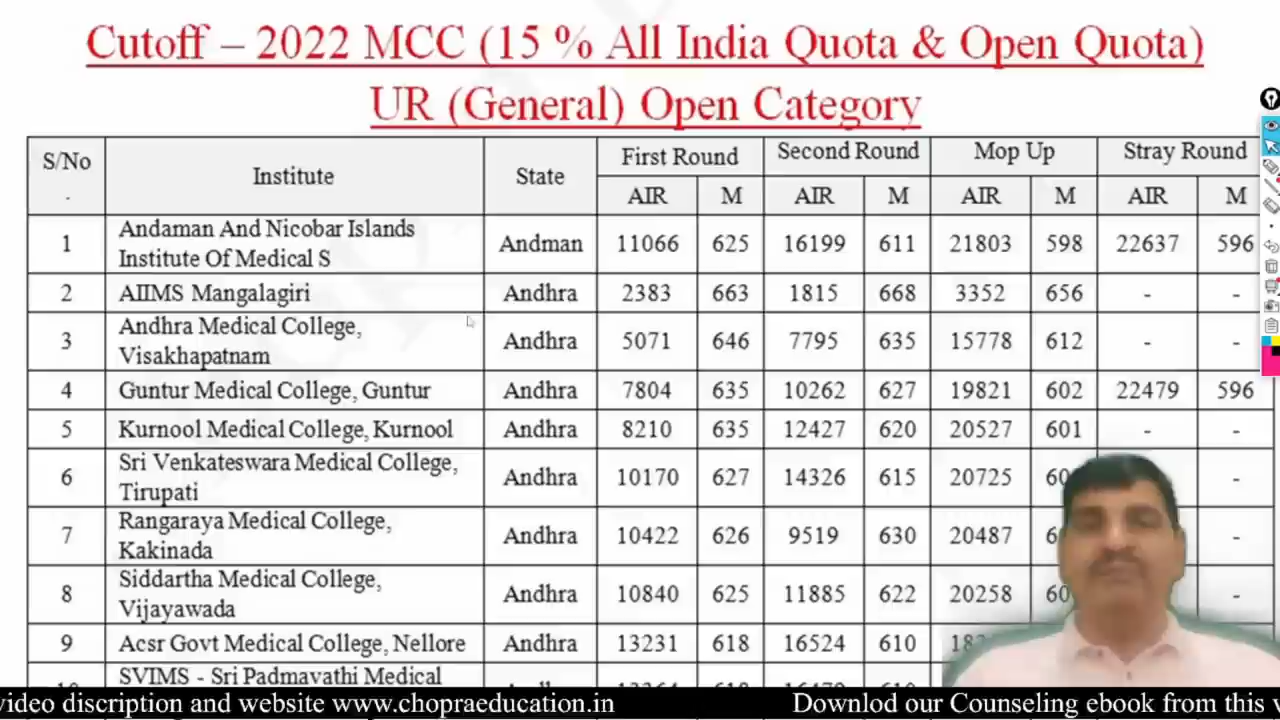 Cutoff – 2022 MCC (15 % All India Quota & Open Quota)
UR (General) Open Category
S/No . Institute State First Round Second Round Mop Up Stray Round
AIR M AIR M AIR M AIR M
1 Andaman And Nicobar Islands Institute Of Medical S Andman 11066 625 16199 611 21803 598 22637 596
2 AIIMS Mangalagiri Andhra 2383 663 1815 668 3352 656 - -
3 Andhra Medical College, Visakhapatnam Andhra 5071 646 7795 635 15778 612 - -
4 Guntur Medical College, Guntur Andhra 7804 635 10262 627 19821 602 22479 596
5 Kurnool Medical College, Kurnool Andhra 8210 635 12427 620 20527 601 - -
6 Sri Venkateswara Medical College, Tirupati Andhra 10170 627 14326 615 20725 -
7 Rangaraya Medical College, Kakinada Andhra 10422 626 9519 630 20487 -
8 Siddartha Medical College, Vijayawada Andhra 10840 625 11885 622 20258 -
9 Acsr Govt Medical College, Nellore Andhra 13231 618 16524 610 -
SVIMS - Sri Padmavathi Medical
video discription and website www.chopraeducation.in Downlod our Counseling ebook from this v